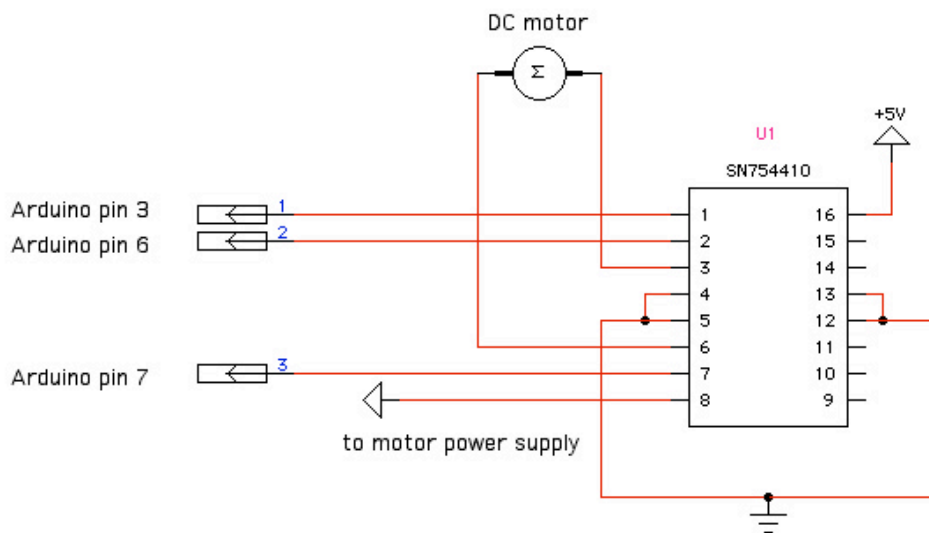 DC motor
+5V
U1
SN754410
Arduino pin 3
1
1
16
Arduino pin 6
2
2
15
3
14
4
13
5
12
6
11
Arduino pin 7
3
7
10
8
9
to motor power supply
Σ